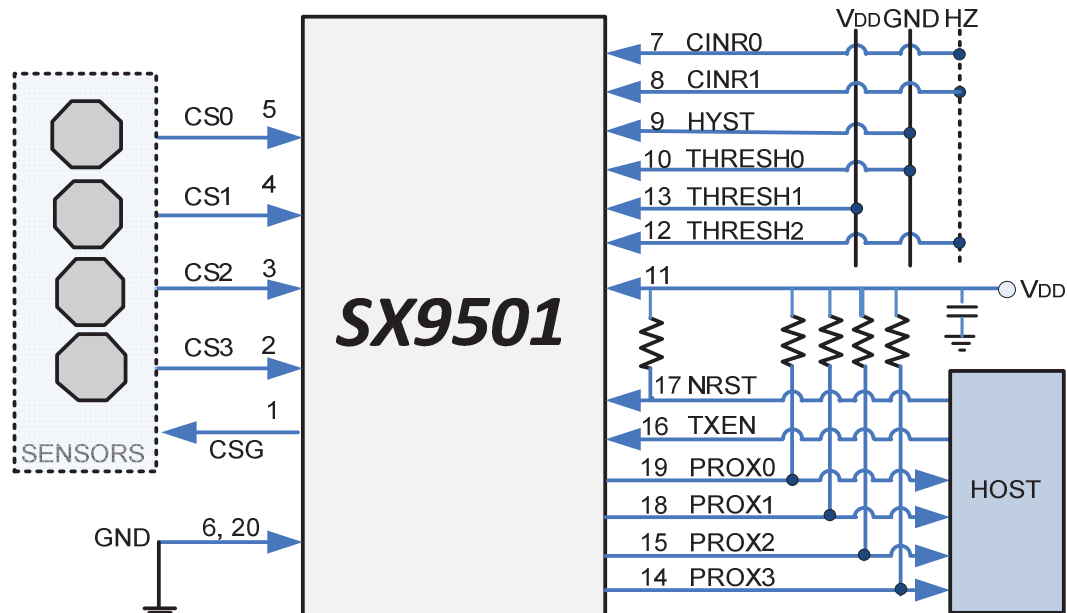 VDD GND HZ
7 CINR0
8 CINR1
9 HYST
10 THRESH0
13 THRESH1
12 THRESH2
11
VDD
CS0 5
CS1 4
CS2 3
CS3 2
1
CSG
SENSORS
SX9501
17 NRST
16 TXEN
19 PROX0
18 PROX1
15 PROX2
14 PROX3
HOST
GND 6, 20